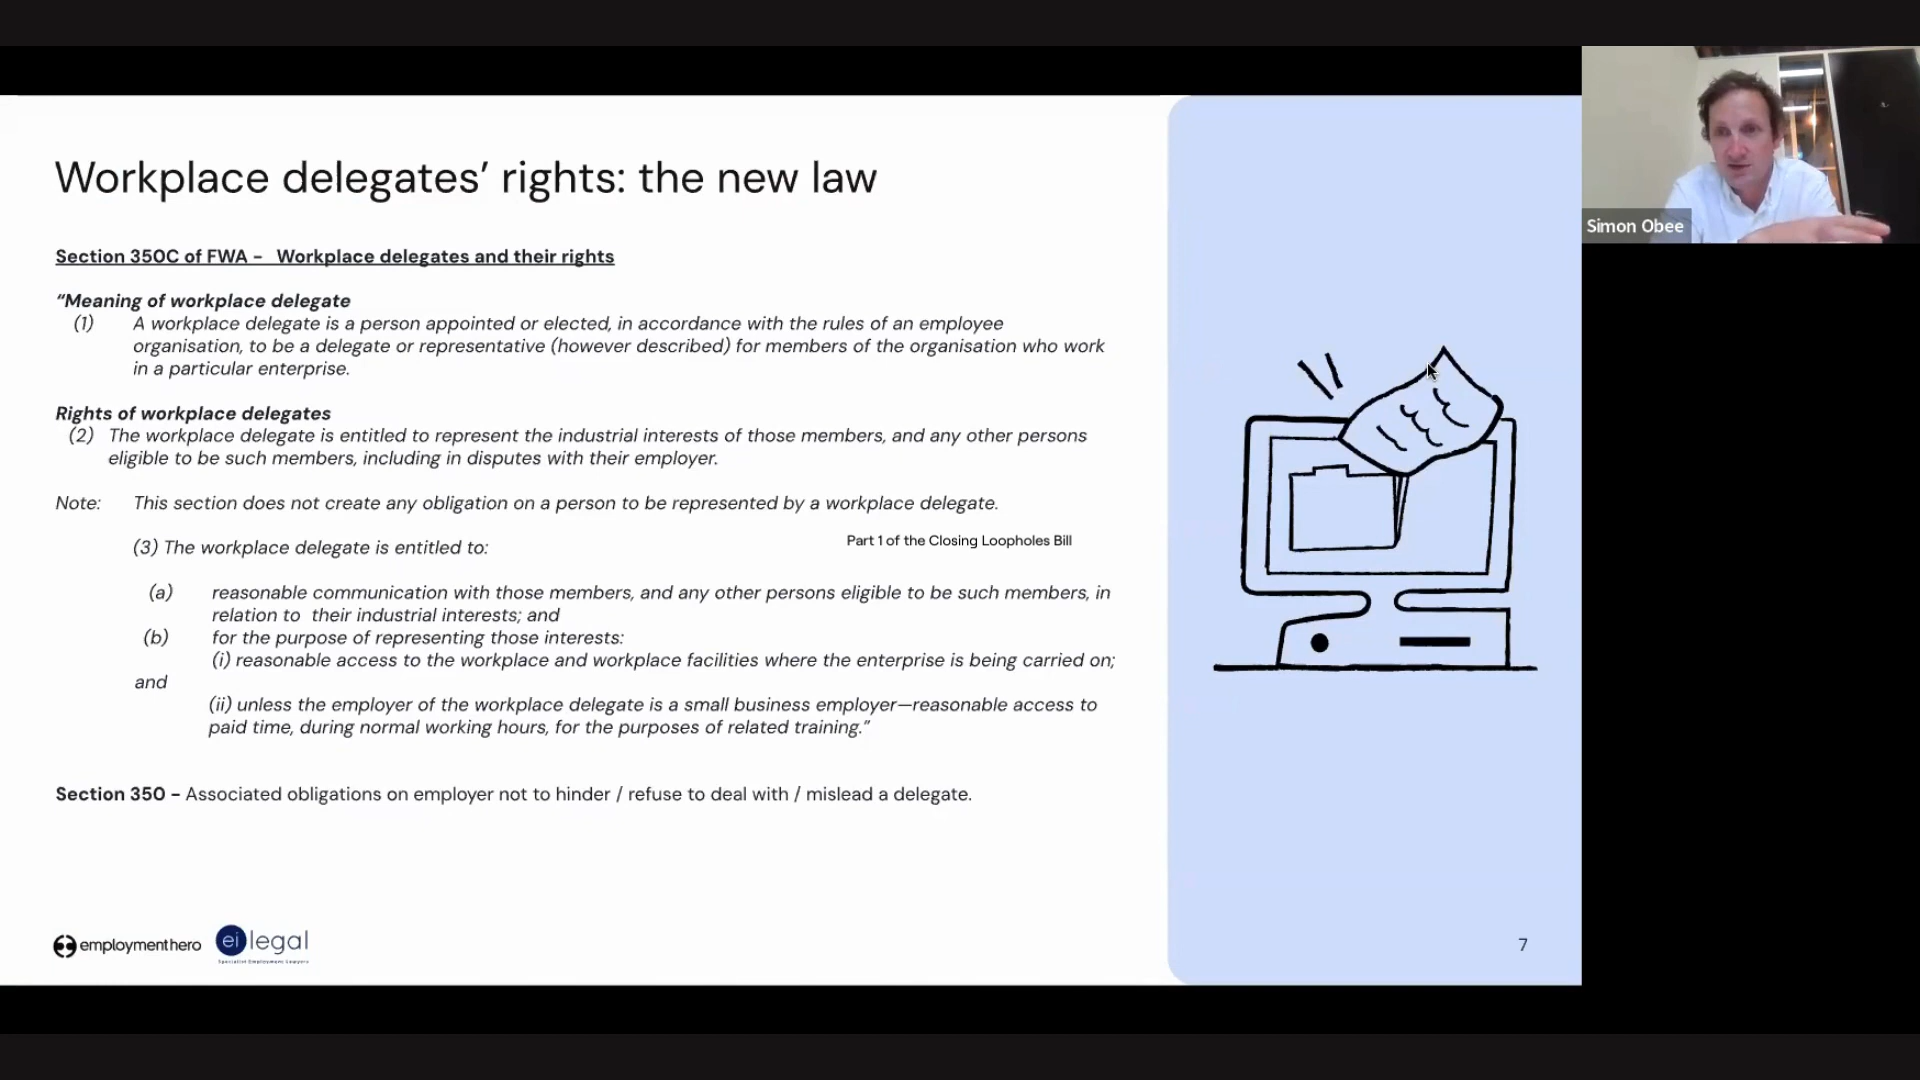 Workplace delegates’ rights: the new law
Section 350C of FWA – Workplace delegates and their rights
“Meaning of workplace delegate
(1) A workplace delegate is a person appointed or elected, in accordance with the rules of an employee
organisation, to be a delegate or representative (however described) for members of the organisation who work
in a particular enterprise.
Rights of workplace delegates
(2) The workplace delegate is entitled to represent the industrial interests of those members, and any other persons
eligible to be such members, including in disputes with their employer.
Note: This section does not create any obligation on a person to be represented by a workplace delegate.
(3) The workplace delegate is entitled to:
Part 1 of the Closing Loopholes Bill
(a) reasonable communication with those members, and any other persons eligible to be such members, in
relation to their industrial interests; and
(b) for the purpose of representing those interests:
(i) reasonable access to the workplace and workplace facilities where the enterprise is being carried on;
and
(ii) unless the employer of the workplace delegate is a small business employer—reasonable access to
paid time, during normal working hours, for the purposes of related training.”
Section 350 – Associated obligations on employer not to hinder / refuse to deal with / mislead a delegate.
employmenthero
ei legal
Specialist Employment Lawyers
7
Simon Obee